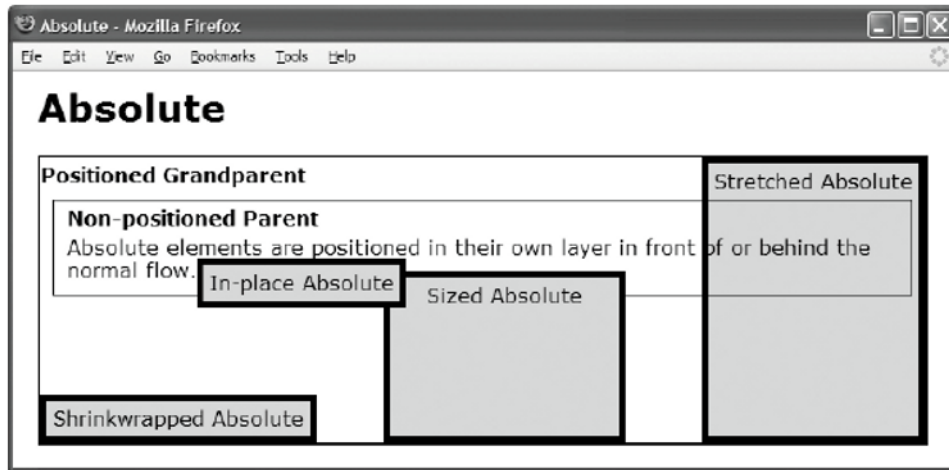 Absolute - Mozilla Firefox
File Edit View Go Bookmarks Tools Help
Absolute
Positioned Grandparent
Stretched Absolute
Non-positioned Parent
Absolute elements are positioned in their own layer in front of or behind the
normal flow.
In-place Absolute
Sized Absolute
Shrinkwrapped Absolute